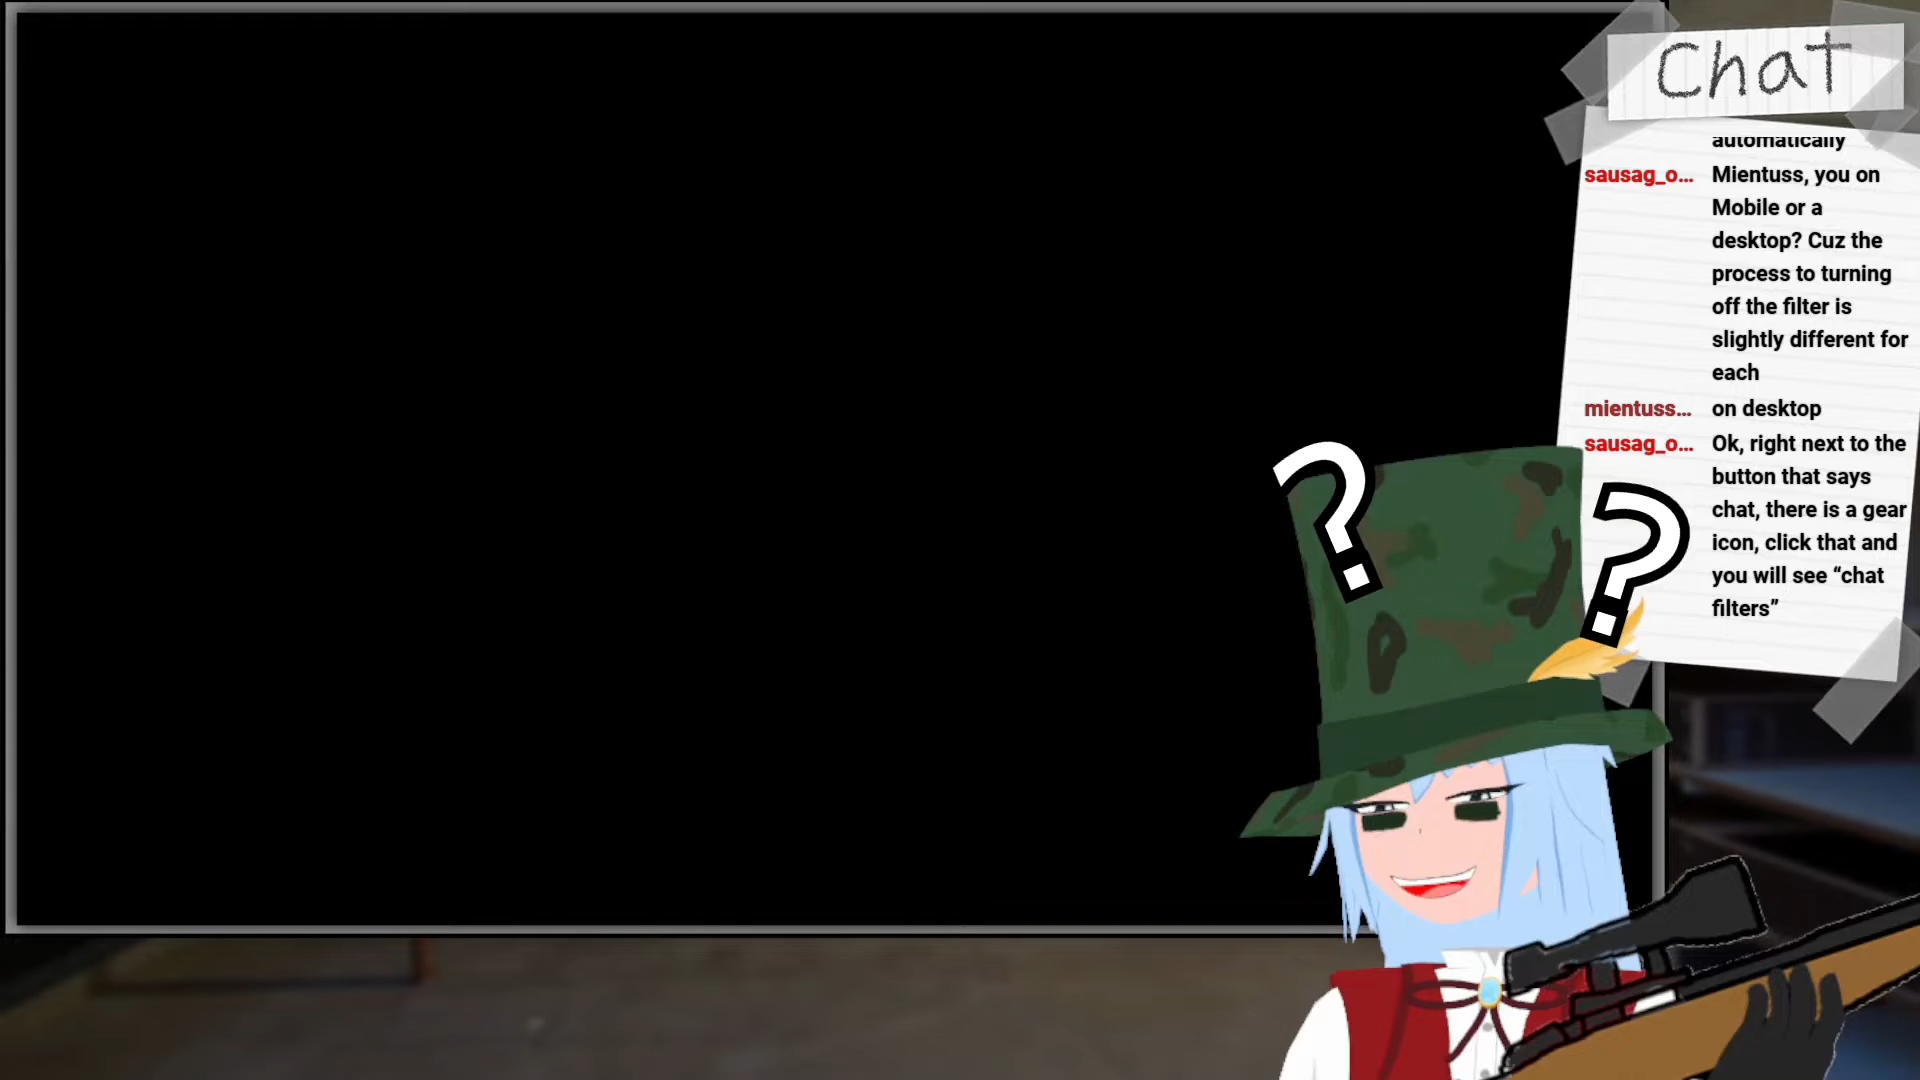 Chat
automatically
sausag_o... Mientuss, you on
Mobile or a
desktop? Cuz the
process to turning
off the filter is
slightly different for
each
mientuss... on desktop
sausag_o... Ok, right next to the
button that says
chat, there is a gear
icon, click that and
you will see “chat
filters”
? ?